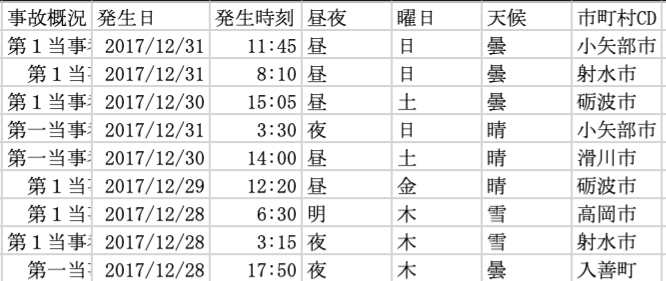 事故概況 発生日 発生時刻 昼夜 曜日 天候 市町村CD
第１当事者 2017/12/31 11:45 昼 日 曇 小矢部市
第１当 2017/12/31 8:10 昼 日 曇 射水市
第１当事者 2017/12/30 15:05 昼 土 曇 砺波市
第一当事者 2017/12/31 3:30 夜 日 晴 小矢部市
第一当事者 2017/12/30 14:00 昼 土 晴 滑川市
第１当 2017/12/29 12:20 昼 金 晴 砺波市
第１当 2017/12/28 6:30 明 木 雪 高岡市
第１当事者 2017/12/28 3:15 夜 木 雪 射水市
第一当 2017/12/28 17:50 夜 木 曇 入善町